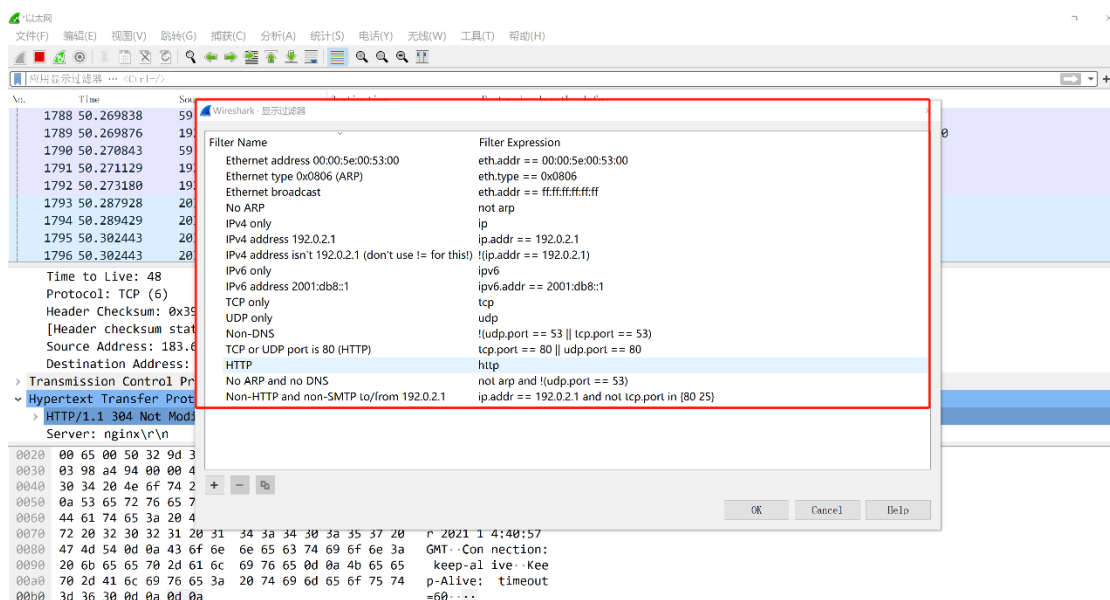 *以太网
文件(F) 编辑(E) 视图(V) 跳转(G) 捕获(C) 分析(A) 统计(S) 电话(Y) 无线(W) 工具(T) 帮助(H)
应用显示过滤器 … <Ctrl-/>
No. Time
1788 50.269838 59
1789 50.269876 19
1790 50.270843 59
1791 50.271129 19
1792 50.273180 19
1793 50.287928 20
1794 50.289429 20
1795 50.302443 20
1796 50.302443 20
Time to Live: 48
Protocol: TCP (6)
Header Checksum: 0x39
[Header checksum stat
Source Address: 183.6
Destination Address:
Transmission Control Pr
Hypertext Transfer Prot
HTTP/1.1 304 Not Modi
Server: nginx\r\n
Wireshark · 显示过滤器
Filter Name Filter Expression
Ethernet address 00:00:5e:00:53:00 eth.addr == 00:00:5e:00:53:00
Ethernet type 0x0806 (ARP) eth.type == 0x0806
Ethernet broadcast eth.addr == ff:ff:ff:ff:ff:ff
No ARP not arp
IPv4 only ip
IPv4 address 192.0.2.1 ip.addr == 192.0.2.1
IPv4 address isn't 192.0.2.1 (don't use != for this!) !(ip.addr == 192.0.2.1)
IPv6 only ipv6
IPv6 address 2001:db8::1 ipv6.addr == 2001:db8::1
TCP only tcp
UDP only udp
Non-DNS !(udp.port == 53 || tcp.port == 53)
TCP or UDP port is 80 (HTTP) tcp.port == 80 || udp.port == 80
HTTP http
No ARP and no DNS not arp and !(udp.port == 53)
Non-HTTP and non-SMTP to/from 192.0.2.1 ip.addr == 192.0.2.1 and not tcp.port in {80 25}
OK Cancel Help
0020 00 65 00 50 32 9d 3
0030 03 98 a4 94 00 00 4
0040 30 34 20 4e 6f 74 2
0050 0a 53 65 72 76 65 7
0060 44 61 74 65 3a 20 4
0070 72 20 32 30 32 31 20 31 34 3a 34 30 3a 35 37 20 r 2021 1 4:40:57
0080 47 4d 54 0d 0a 43 6f 6e 6e 65 63 74 69 6f 6e 3a GMT··Con nection:
0090 20 6b 65 65 70 2d 61 6c 69 76 65 0d 0a 4b 65 65 keep-al ive··Kee
00a0 70 2d 41 6c 69 76 65 3a 20 74 69 6d 65 6f 75 74 p-Alive: timeout
00b0 3d 36 30 0d 0a 0d 0a =60····